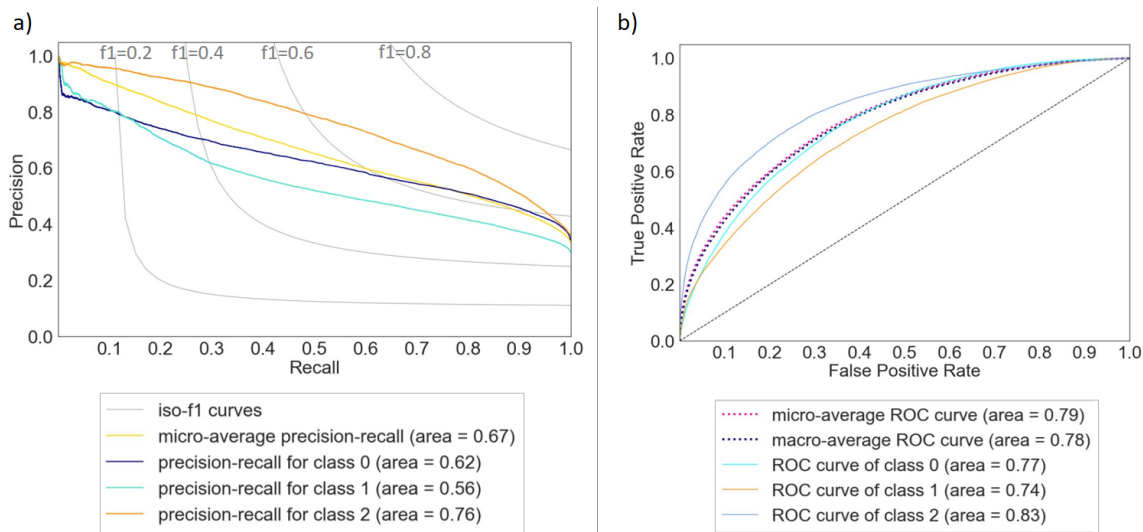 a)
f1=0.2 f1=0.4 f1=0.6 f1=0.8
1.0
0.8
0.6
0.4
0.2
0.0
Precision
0.1 0.2 0.3 0.4 0.5 0.6 0.7 0.8 0.9 1.0
Recall
iso-f1 curves
micro-average precision-recall (area = 0.67)
precision-recall for class 0 (area = 0.62)
precision-recall for class 1 (area = 0.56)
precision-recall for class 2 (area = 0.76)
b)
1.0
0.8
0.6
0.4
0.2
0.0
True Positive Rate
0.1 0.2 0.3 0.4 0.5 0.6 0.7 0.8 0.9 1.0
False Positive Rate
micro-average ROC curve (area = 0.79)
macro-average ROC curve (area = 0.78)
ROC curve of class 0 (area = 0.77)
ROC curve of class 1 (area = 0.74)
ROC curve of class 2 (area = 0.83)